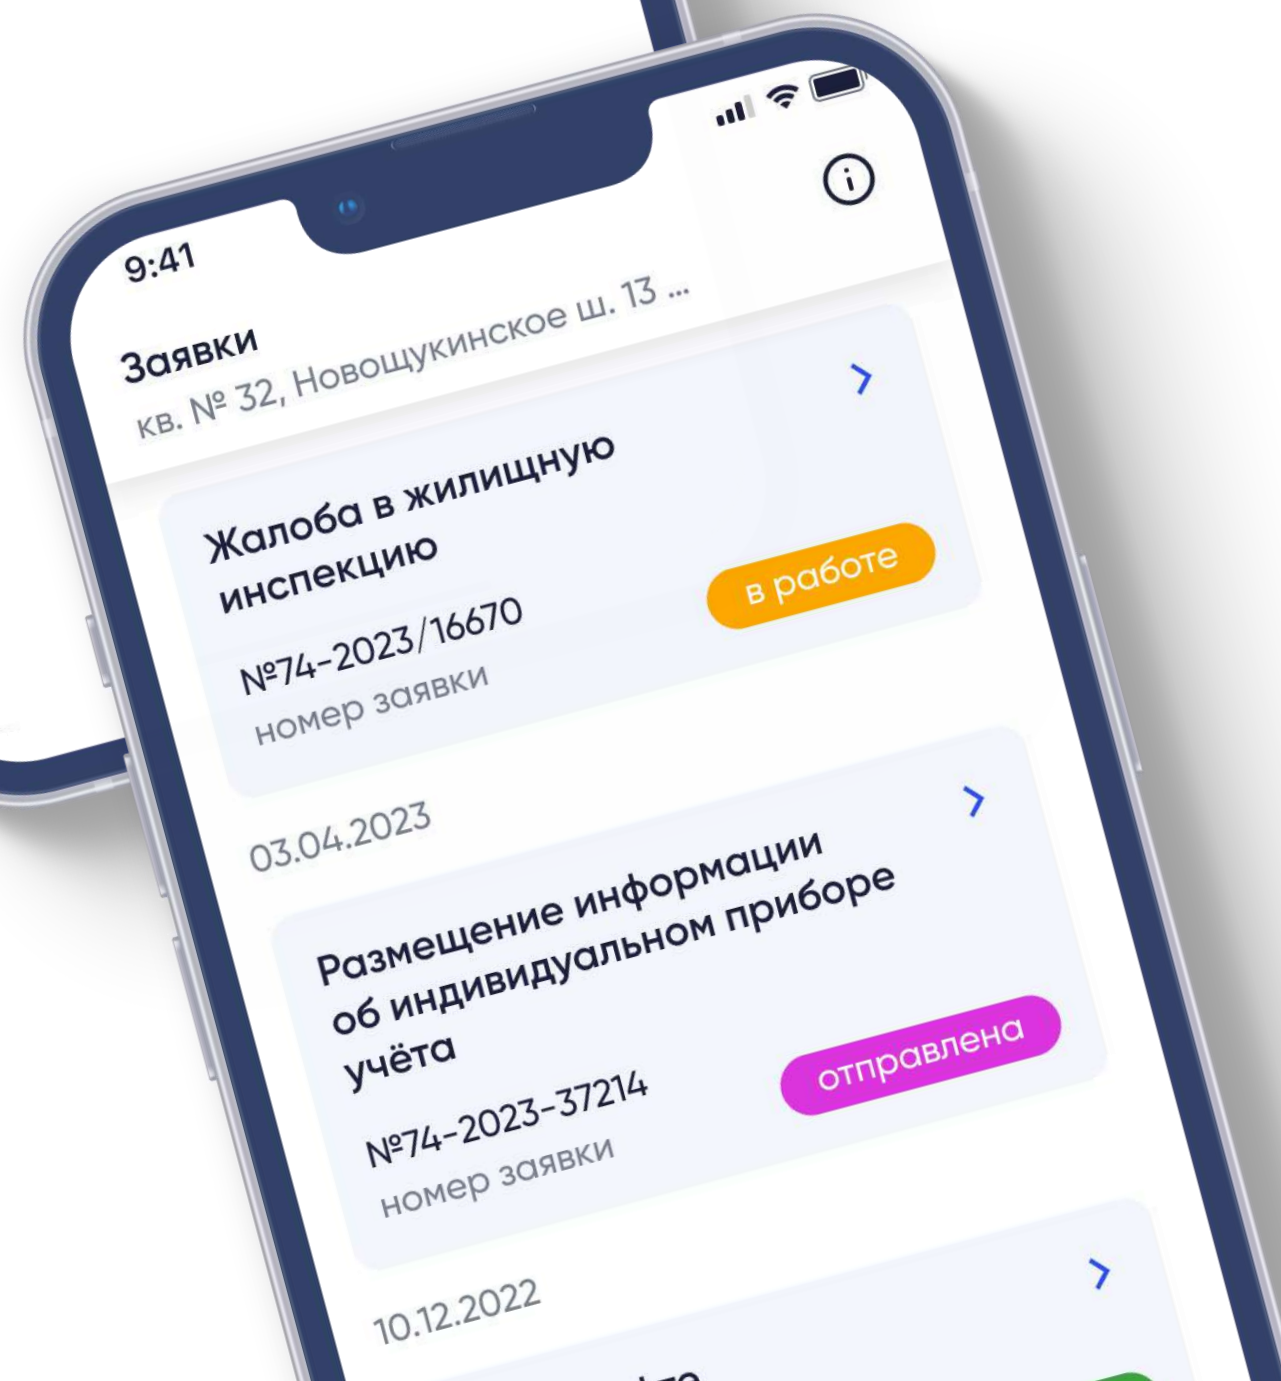 9:41
Заявки
кв. № 32, Новощукинское ш. 13 ...
Жалоба в жилищную
инспекцию
в работе
№74-2023/16670
номер заявки
03.04.2023
Размещение информации
об индивидуальном приборе
учёта
отправлена
№74-2023-37214
номер заявки
10.12.2022